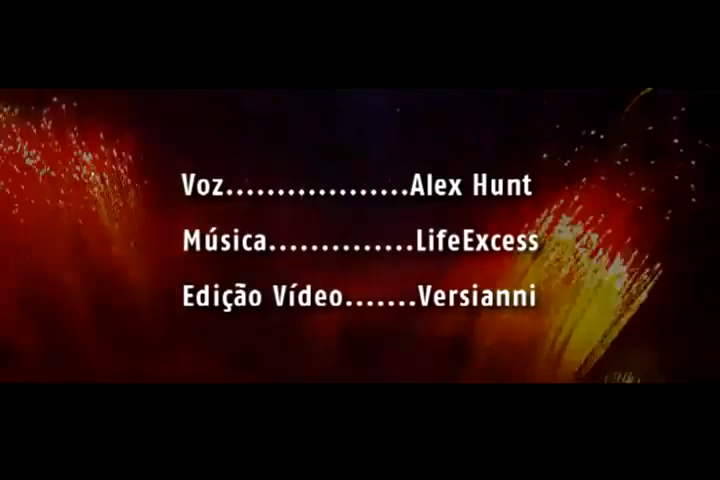 Voz..................Alex Hunt
Música..............LifeExcess
Edição Vídeo.......Versianni